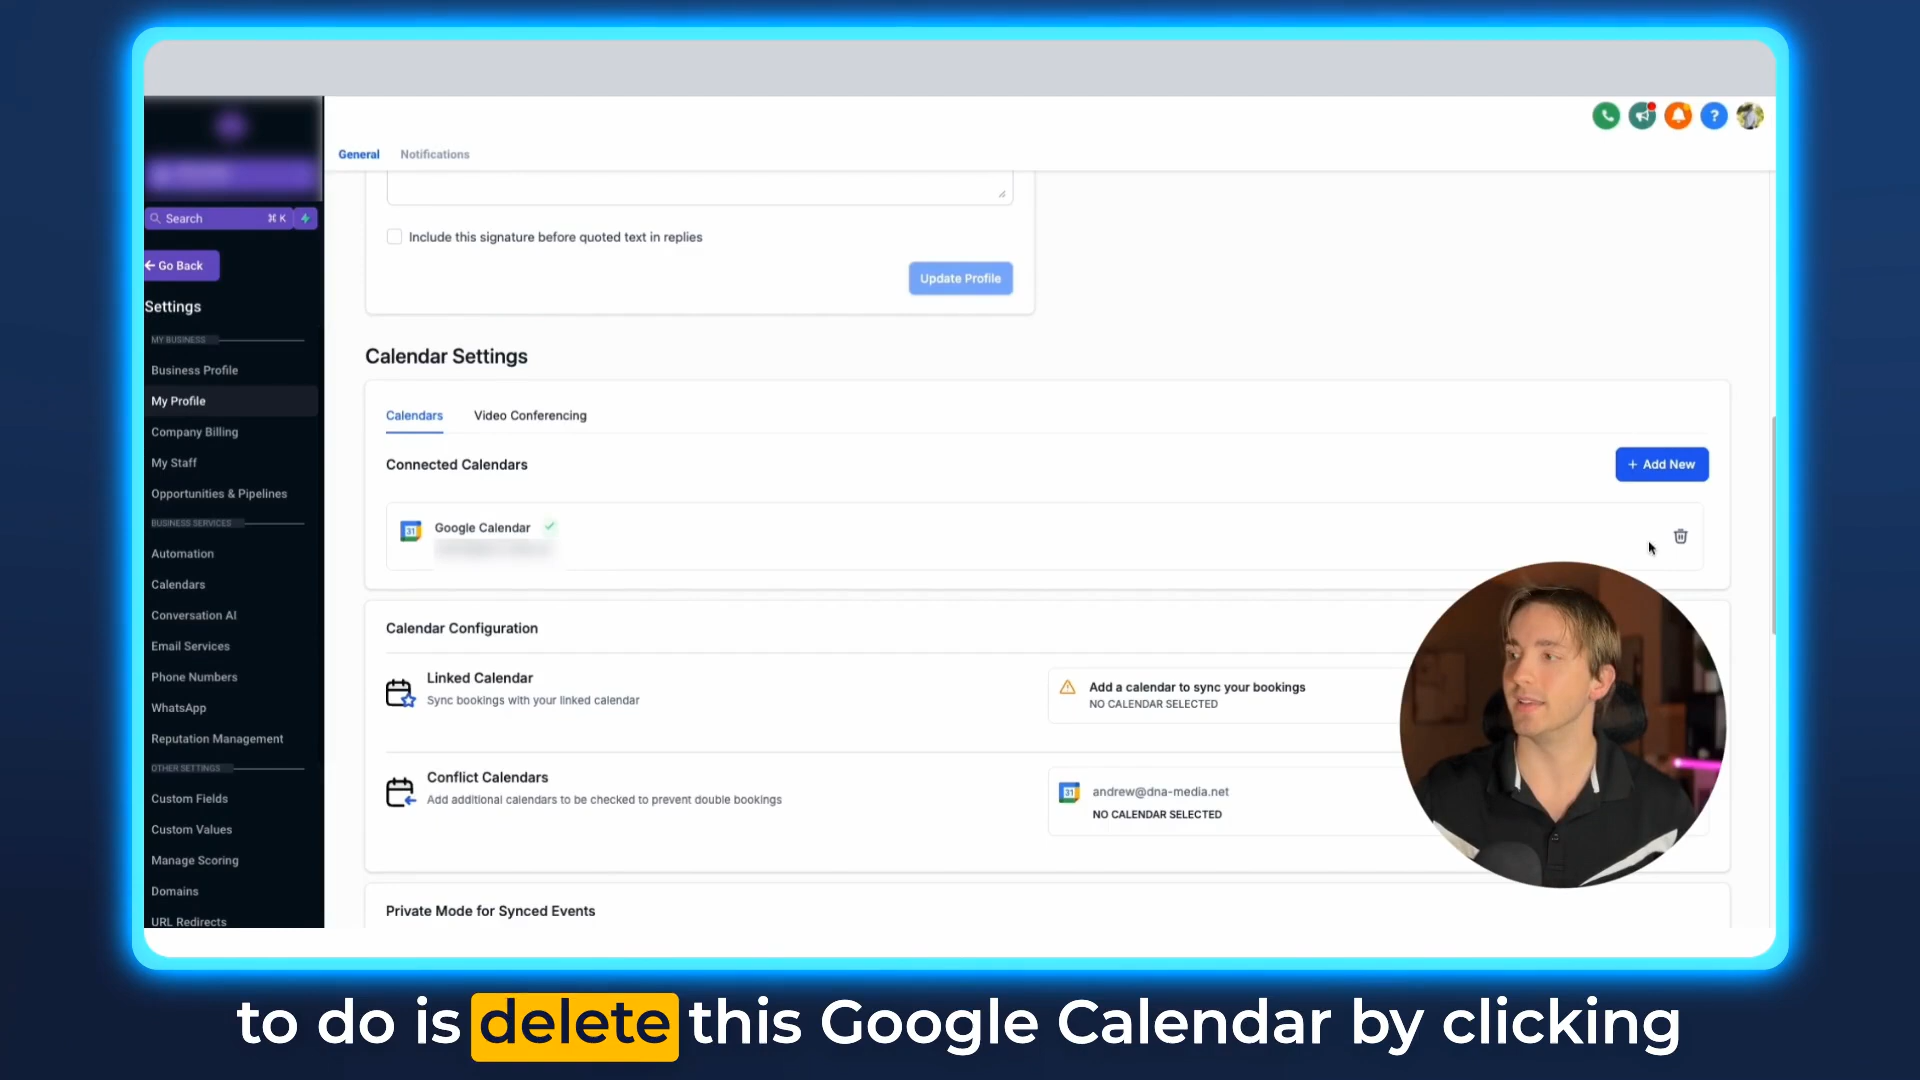 General
Notifications
Search
⌘ K
Go Back
Settings
MY BUSINESS
Business Profile
My Profile
Company Billing
My Staff
Opportunities & Pipelines
BUSINESS SERVICES
Automation
Calendars
Conversation AI
Email Services
Phone Numbers
WhatsApp
Reputation Management
OTHER SETTINGS
Custom Fields
Custom Values
Manage Scoring
Domains
URL Redirects
Include this signature before quoted text in replies
Update Profile
Calendar Settings
Calendars
Video Conferencing
Connected Calendars
+ Add New
31
Google Calendar
Calendar Configuration
Linked Calendar
Sync bookings with your linked calendar
Add a calendar to sync your bookings
NO CALENDAR SELECTED
Conflict Calendars
Add additional calendars to be checked to prevent double bookings
31
andrew@dna-media.net
NO CALENDAR SELECTED
Private Mode for Synced Events
to do is delete this Google Calendar by clicking